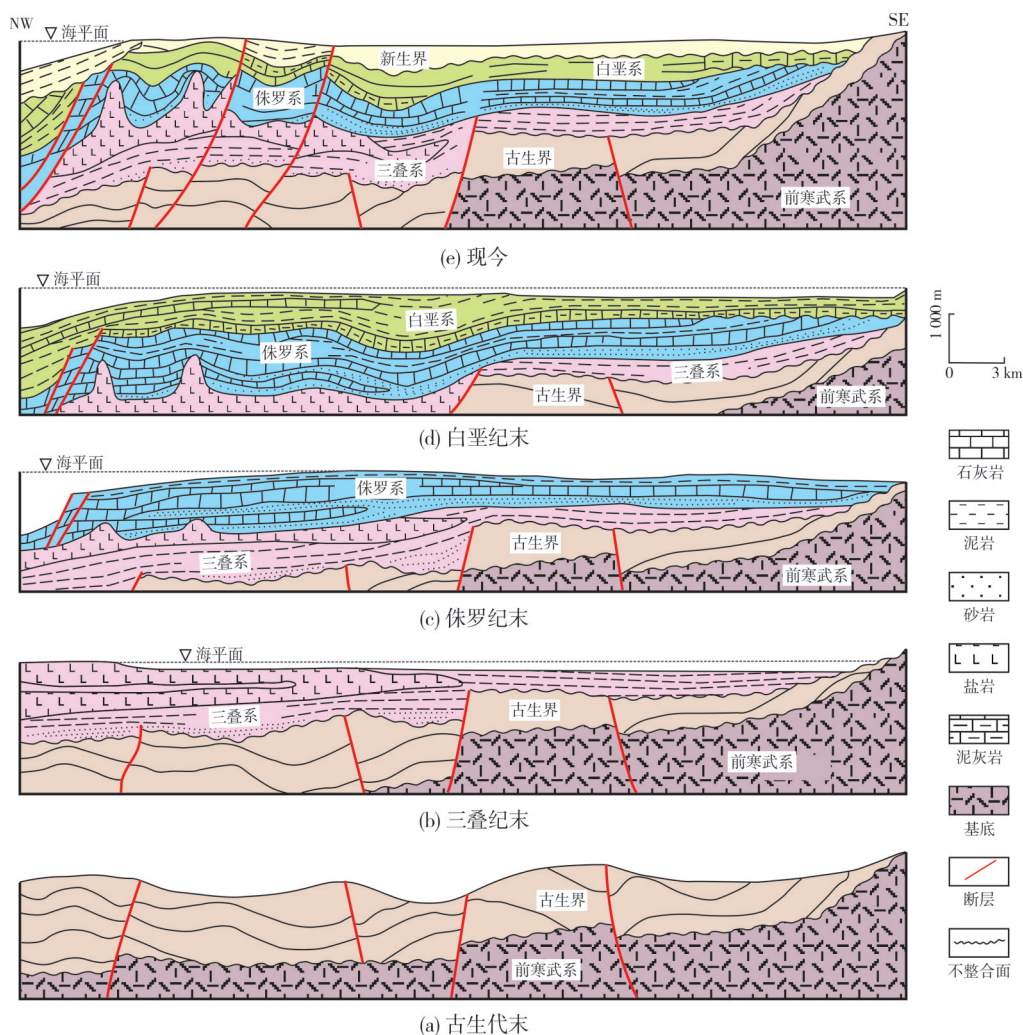 NW
SE
▽ 海平面
新生界
白垩系
侏罗系
古生界
三叠系
前寒武系
(e) 现今
▽ 海平面
白垩系
侏罗系
三叠系
古生界
前寒武系
(d) 白垩纪末
1 000 m
0 3 km
▽ 海平面
侏罗系
古生界
三叠系
前寒武系
(c) 侏罗纪末
▽ 海平面
三叠系
古生界
前寒武系
(b) 三叠纪末
古生界
前寒武系
(a) 古生代末
石灰岩
泥岩
砂岩
盐岩
泥灰岩
基底
断层
不整合面